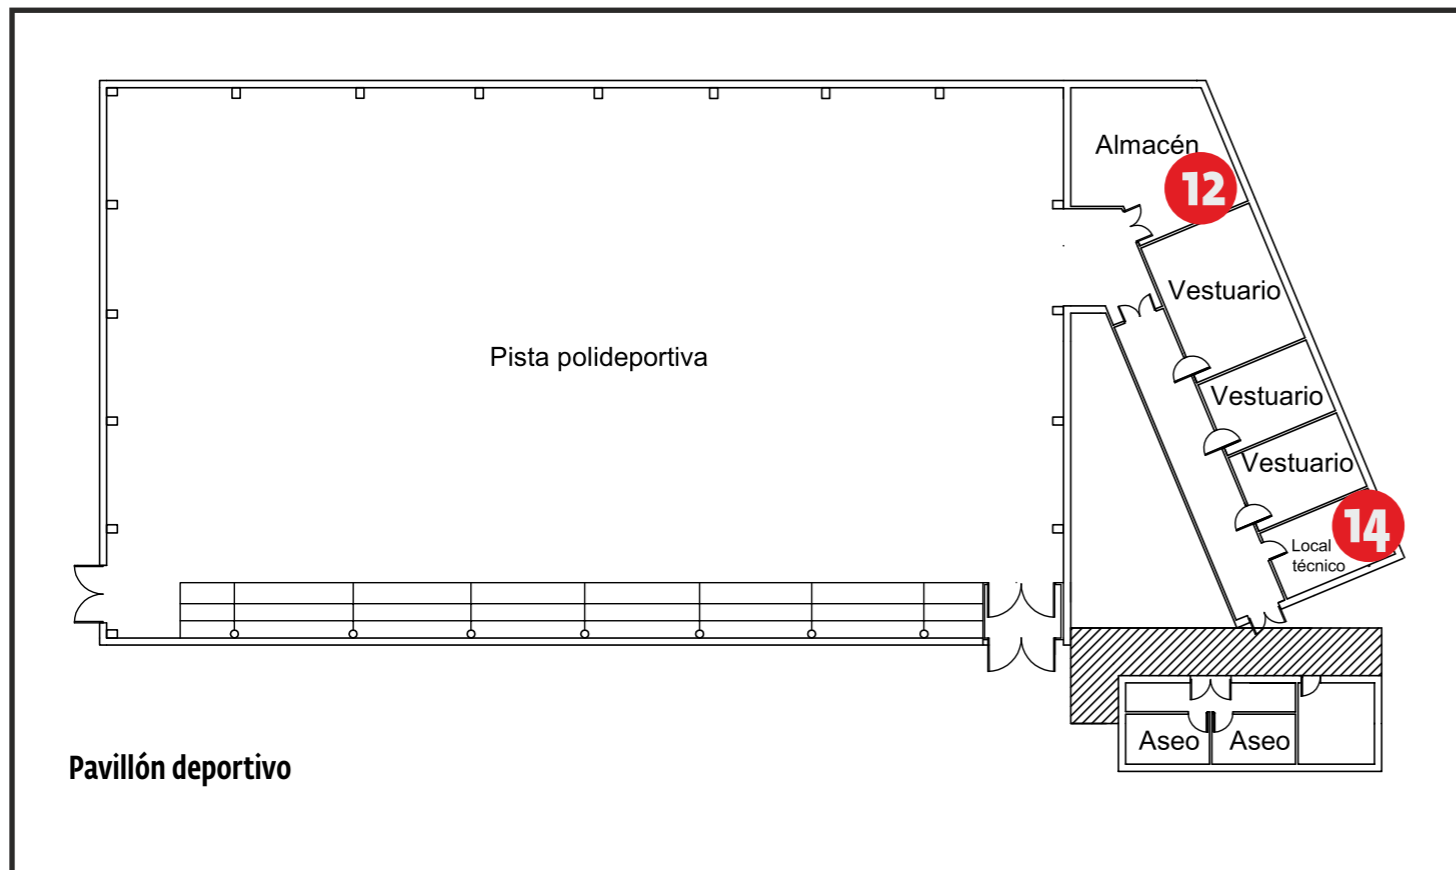 Almacén
12
Vestuario
Pista polideportiva
Vestuario
Vestuario
14
Local
técnico
Aseo
Aseo
Pavillón deportivo